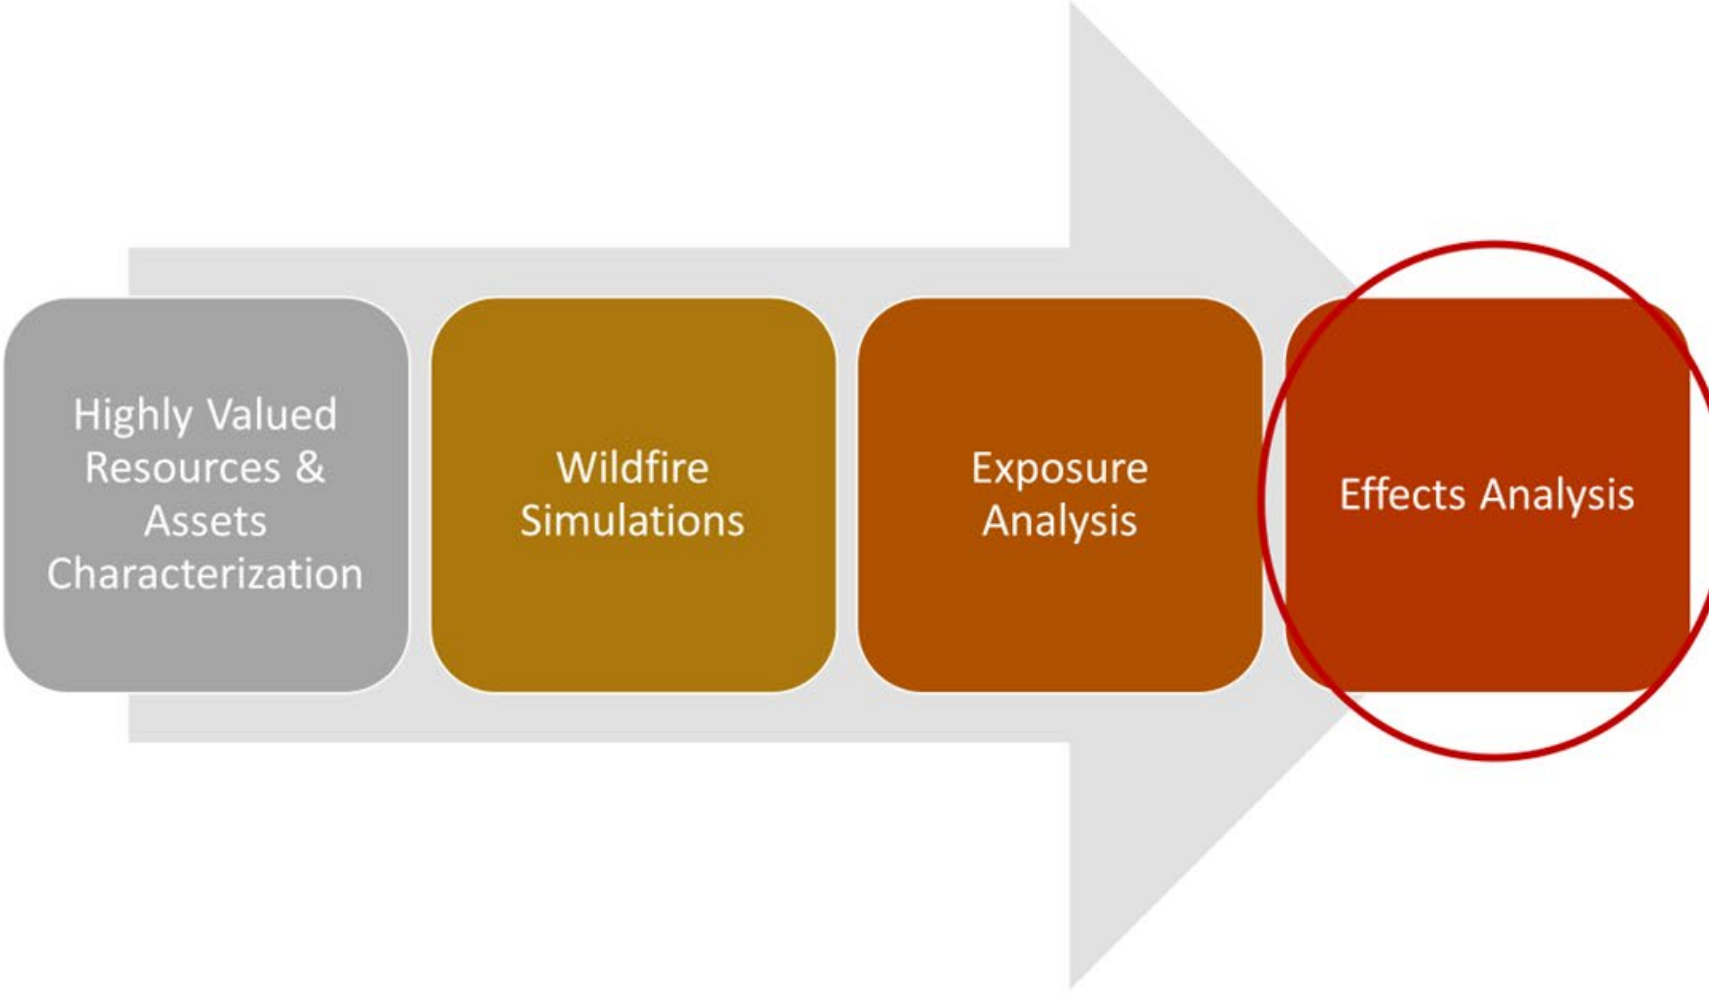 Highly Valued
Resources &
Assets
Characterization
Wildfire
Simulations
Exposure
Analysis
Effects Analysis